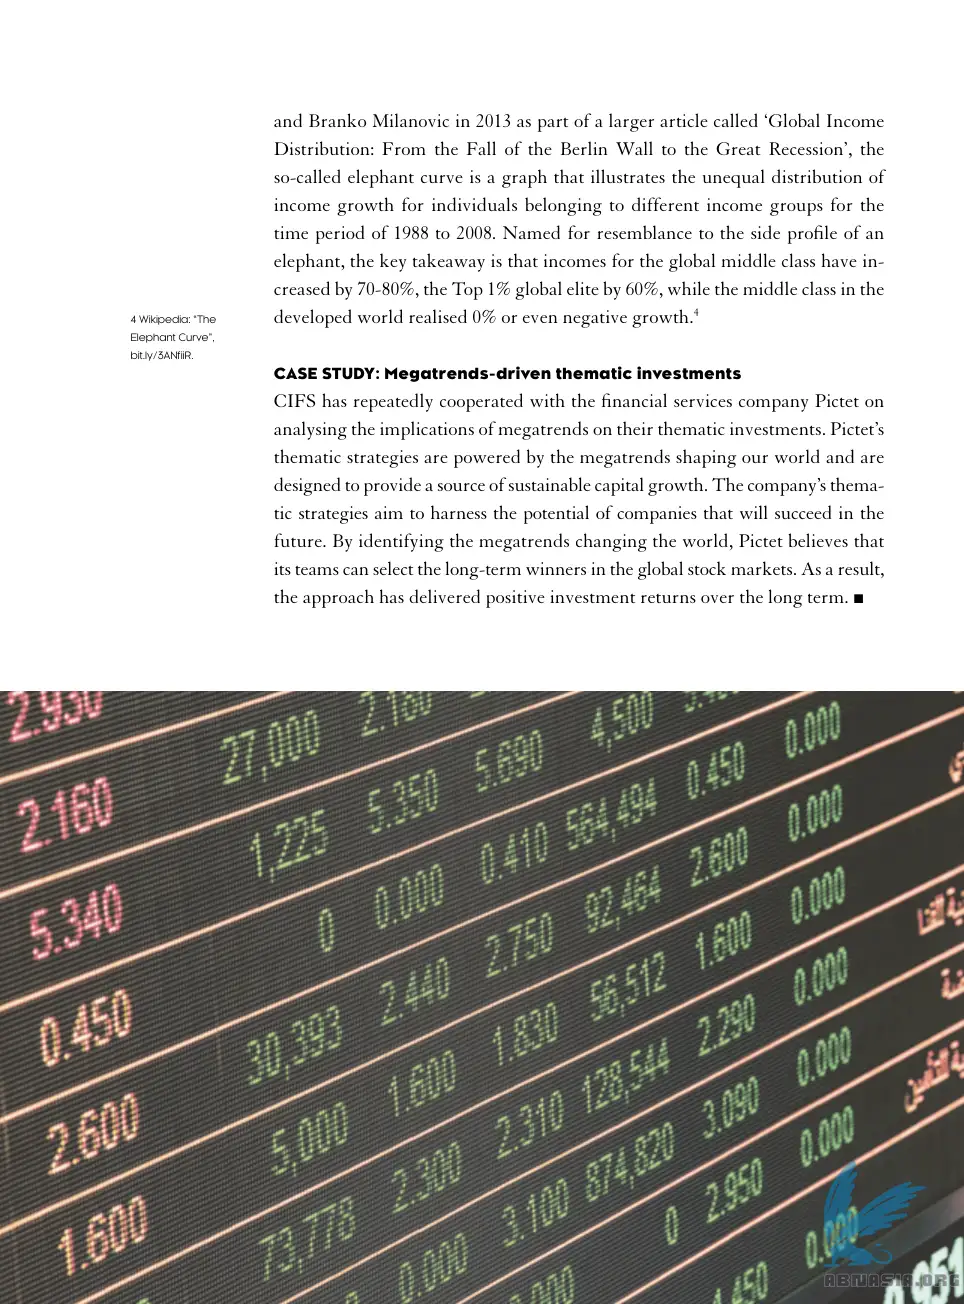 and Branko Milanovic in 2013 as part of a larger article called ‘Global Income
Distribution: From the Fall of the Berlin Wall to the Great Recession’, the
so-called elephant curve is a graph that illustrates the unequal distribution of
income growth for individuals belonging to different income groups for the
time period of 1988 to 2008. Named for resemblance to the side profile of an
elephant, the key takeaway is that incomes for the global middle class have in-
creased by 70-80%, the Top 1% global elite by 60%, while the middle class in the
developed world realised 0% or even negative growth.4
4 Wikipedia: “The
Elephant Curve”,
bit.ly/3ANfiiR.
CASE STUDY: Megatrends-driven thematic investments
CIFS has repeatedly cooperated with the financial services company Pictet on
analysing the implications of megatrends on their thematic investments. Pictet’s
thematic strategies are powered by the megatrends shaping our world and are
designed to provide a source of sustainable capital growth. The company’s thema-
tic strategies aim to harness the potential of companies that will succeed in the
future. By identifying the megatrends changing the world, Pictet believes that
its teams can select the long-term winners in the global stock markets. As a result,
the approach has delivered positive investment returns over the long term. ■
2.930 27,000 2.160 4,500
2.160 1,225 5.350 5.690 564,494 0.450 0.000
5.340 0 0.000 0.410 92,464 2.600 0.000
0.450 30,393 2.440 2.750 56,512 1.600 0.000
2.600 5,000 1.600 1.830 128,544 2.290 0.000
1.600 73,778 2.300 2.310 874,820 3.090 0.000
0.000 3.100 0 2.950 0.000
1.450 0.000
ABNASIA.ORG